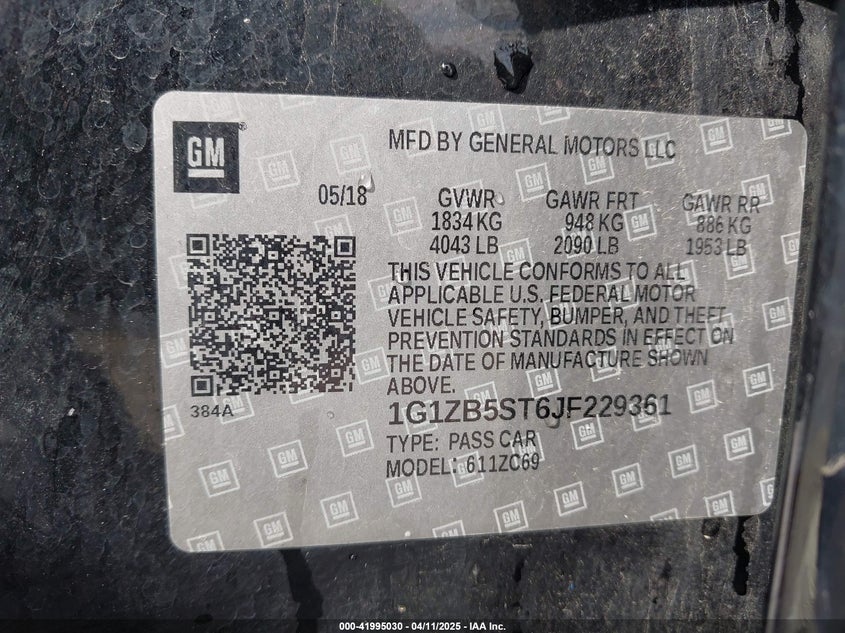 GM
MFD BY GENERAL MOTORS LLC
05/18 GVWR GAWR FRT GAWR RR
1834 KG 948 KG 886 KG
4043 LB 2090 LB 1953 LB
THIS VEHICLE CONFORMS TO ALL
APPLICABLE U.S. FEDERAL MOTOR
VEHICLE SAFETY, BUMPER, AND THEFT
PREVENTION STANDARDS IN EFFECT ON
THE DATE OF MANUFACTURE SHOWN
ABOVE.
384A
1G1ZB5ST6JF229361
TYPE: PASS CAR
MODEL: 611ZC69
000-41995030 - 04/11/2025 - IAA Inc.